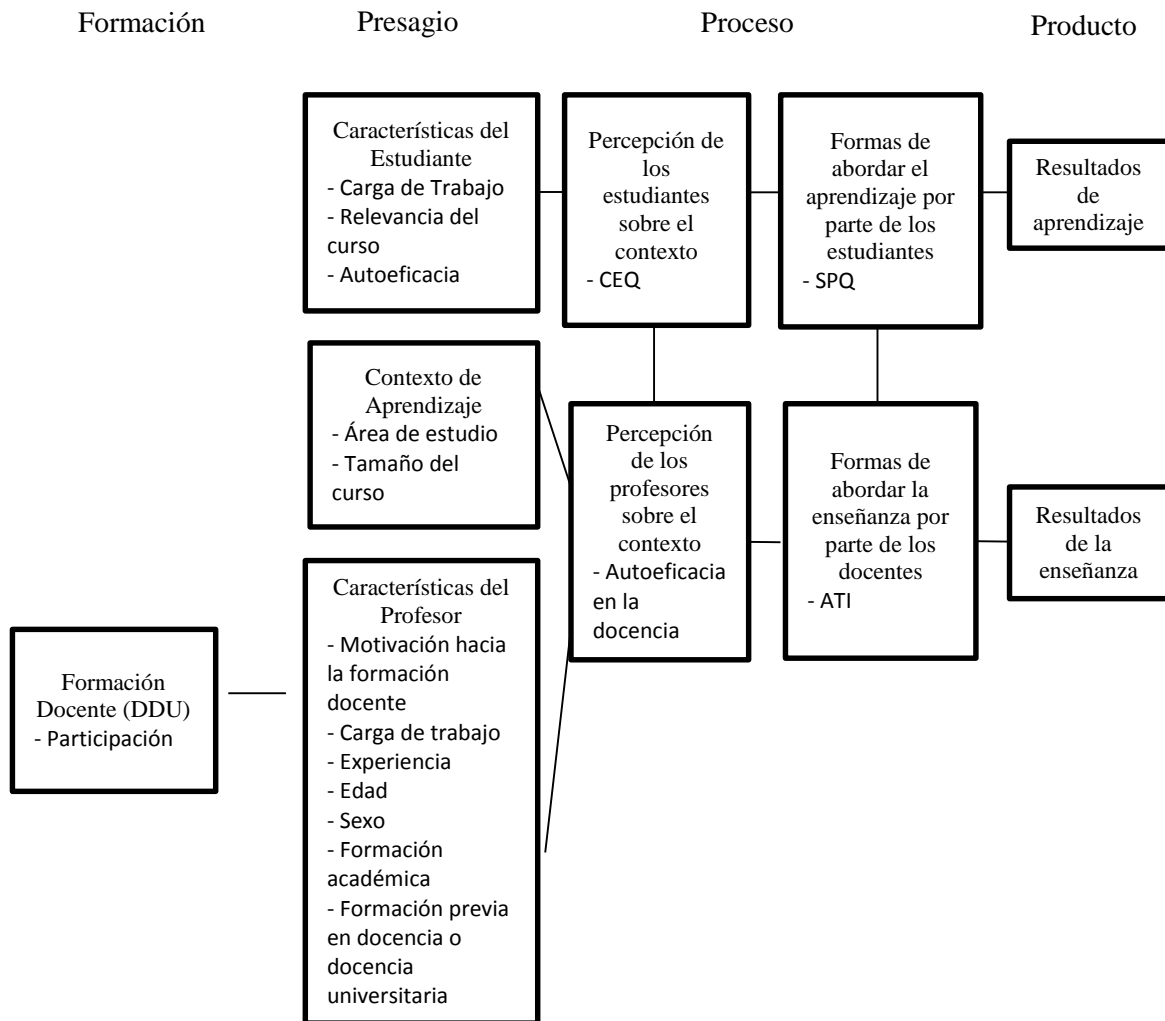 Formación
Presagio
Proceso
Producto
Características del
Estudiante
- Carga de Trabajo
- Relevancia del
curso
- Autoeficacia
Percepción de
los
estudiantes
sobre el
contexto
- CEQ
Formas de
abordar el
aprendizaje por
parte de los
estudiantes
- SPQ
Resultados
de
aprendizaje
Contexto de
Aprendizaje
- Área de estudio
- Tamaño del
curso
Percepción
de los
profesores
sobre el
contexto
- Autoeficacia
en la
docencia
Formas de
abordar la
enseñanza por
parte de los
docentes
- ATI
Resultados
de la
enseñanza
Formación
Docente (DDU)
- Participación
Características del
Profesor
- Motivación hacia
la formación
docente
- Carga de trabajo
- Experiencia
- Edad
- Sexo
- Formación
académica
- Formación previa
en docencia o
docencia
universitaria